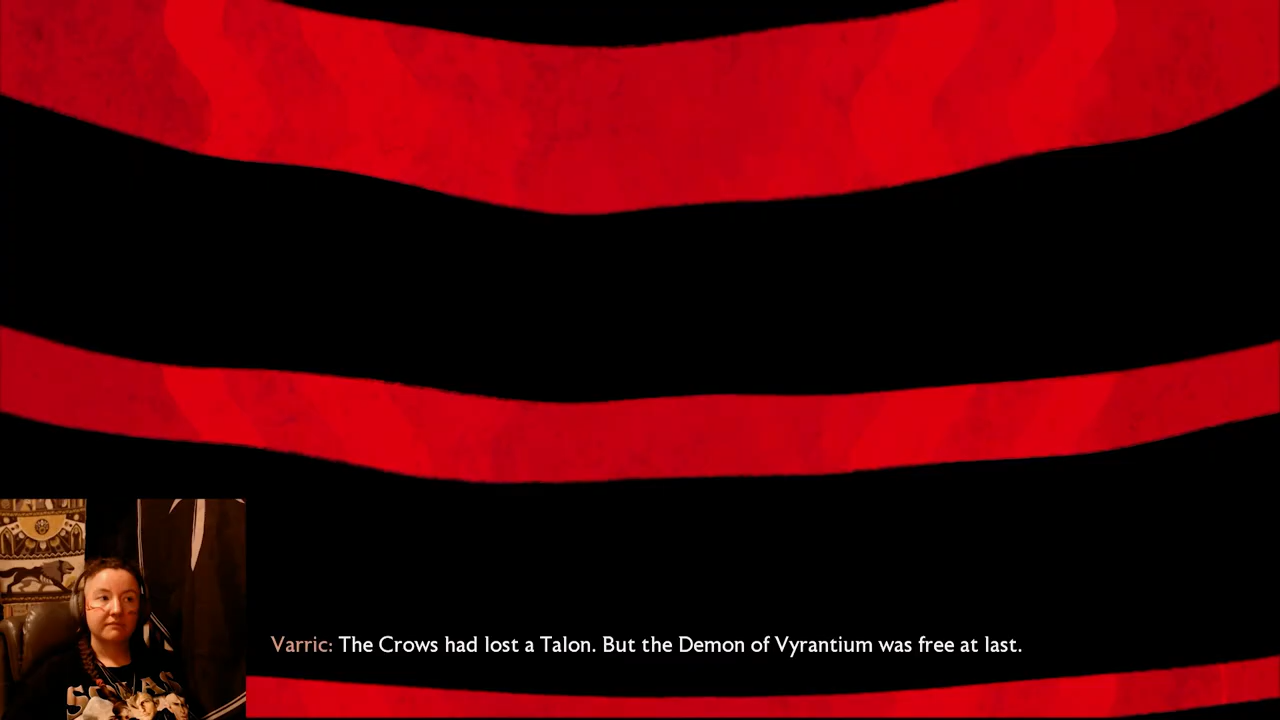 Varric: The Crows had lost a Talon. But the Demon of Vyrantium was free at last.